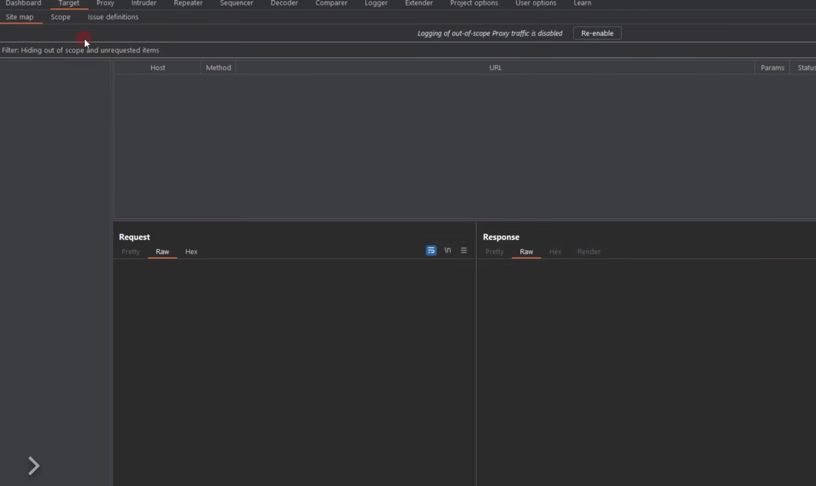 Dashboard Target Proxy Intruder Repeater Sequencer Decoder Comparer Logger Extender Project options User options Learn
Site map Scope Issue definitions
Logging of out-of-scope Proxy traffic is disabled Re-enable
Filter: Hiding out of scope and unrequested items
Host Method URL Params Status
Request Response
Pretty Raw Hex \n Pretty Raw Hex Render